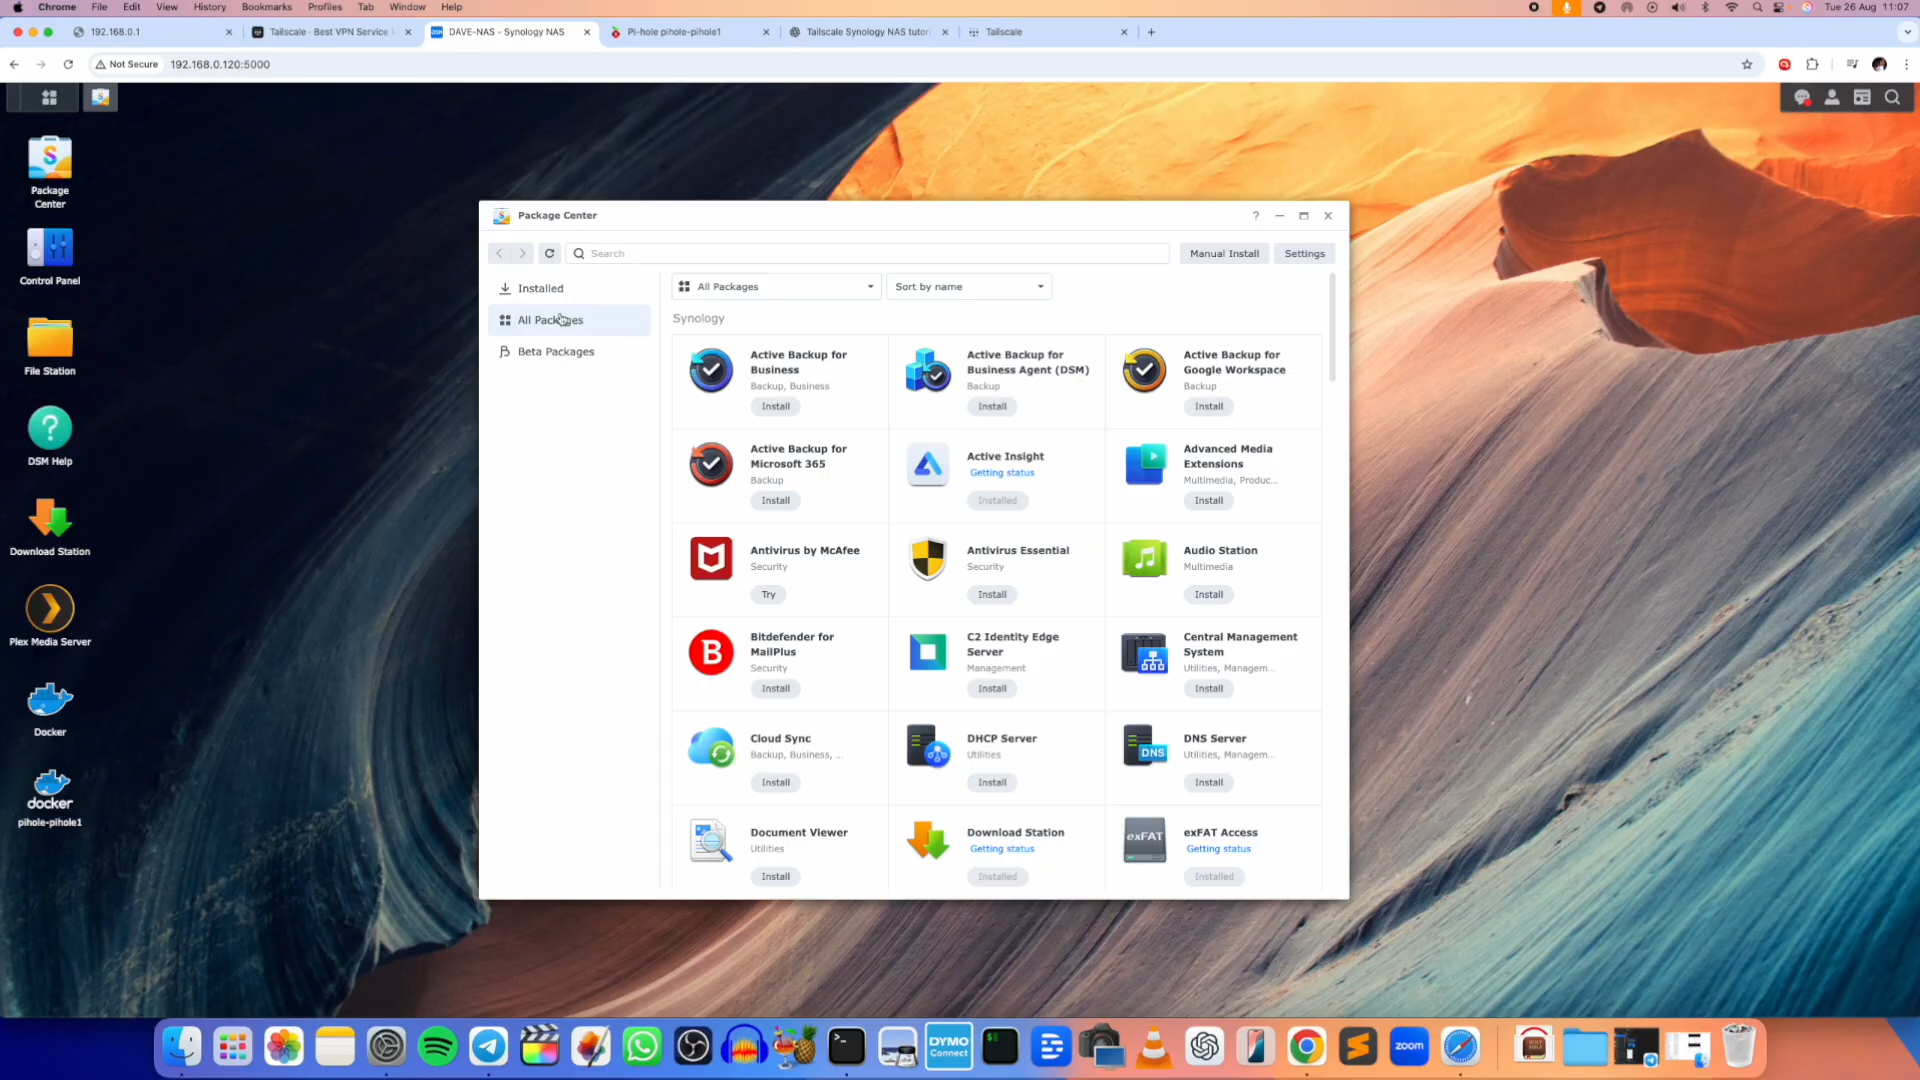 Chrome File Edit View History Bookmarks Profiles Tab Window Help
Tue 26 Aug 11:07
192.168.0.1
Tailscale · Best VPN Service f
DAVE-NAS - Synology NAS
Pi-hole pihole-pihole1
Tailscale Synology NAS tutori
Tailscale
Not Secure
192.168.0.120:5000
Package
Center
Control Panel
File Station
DSM Help
Download Station
Plex Media Server
Docker
docker
pihole-pihole1
Package Center
Search
Manual Install
Settings
Installed
All Packages
Beta Packages
All Packages
Sort by name
Synology
Active Backup for
Business
Backup, Business
Install
Active Backup for
Business Agent (DSM)
Backup
Install
Active Backup for
Google Workspace
Backup
Install
Active Backup for
Microsoft 365
Backup
Install
Active Insight
Getting status
Installed
Advanced Media
Extensions
Multimedia, Produc...
Install
Antivirus by McAfee
Security
Try
Antivirus Essential
Security
Install
Audio Station
Multimedia
Install
B
Bitdefender for
MailPlus
Security
Install
C2 Identity Edge
Server
Management
Install
Central Management
System
Utilities, Managem...
Install
Cloud Sync
Backup, Business, ...
Install
DHCP Server
Utilities
Install
DNS
DNS Server
Utilities, Managem...
Install
Document Viewer
Utilities
Install
Download Station
Getting status
Installed
exFAT
exFAT Access
Getting status
Installed
DYMO
Connect
zoom